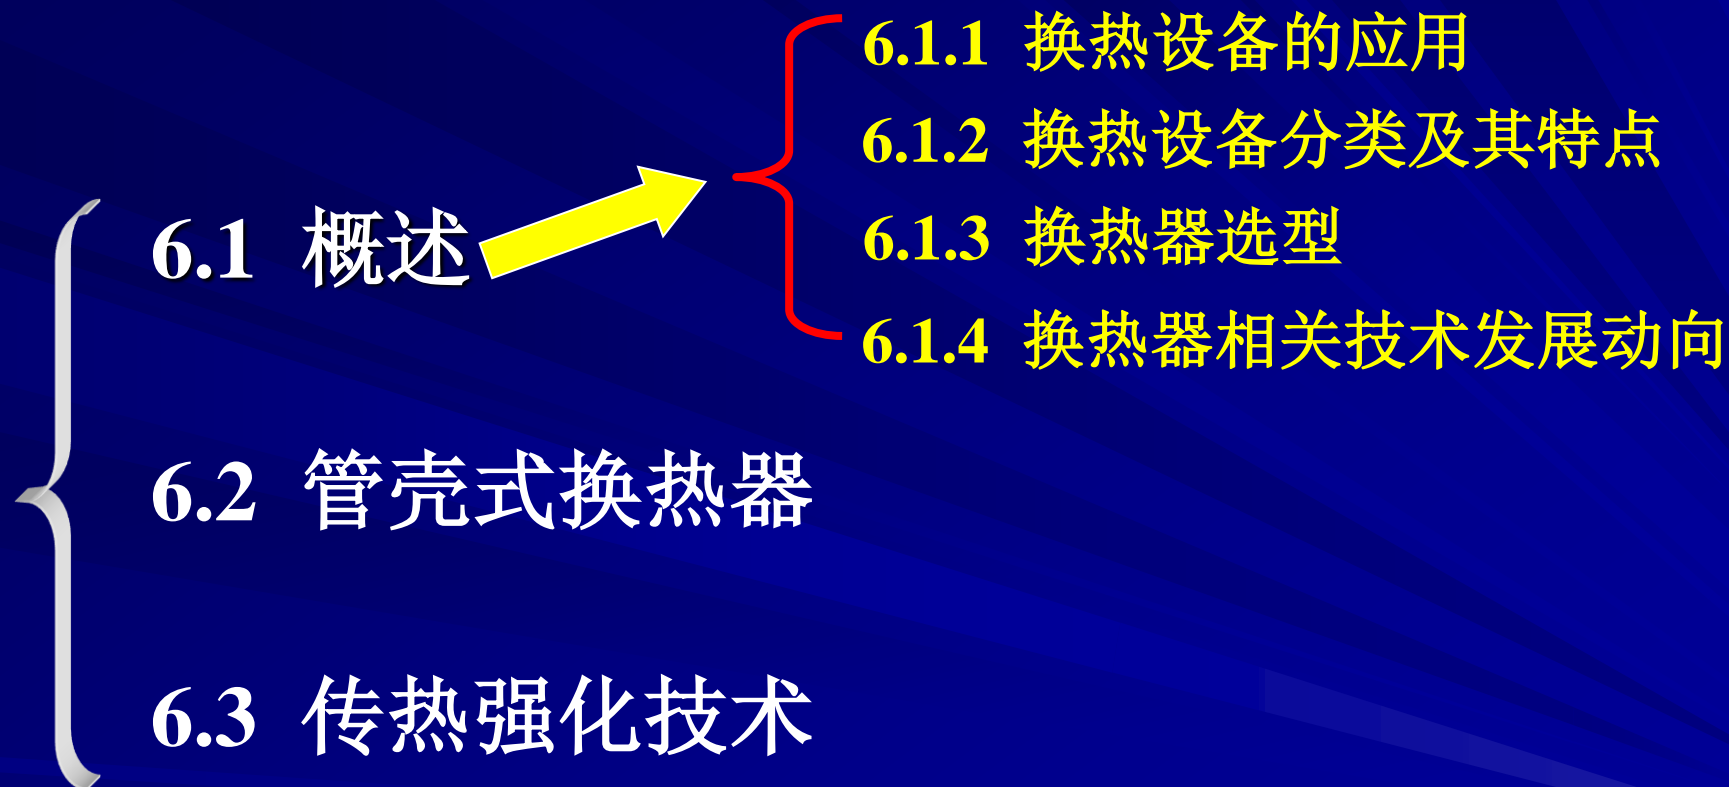 6.1 概述
6.1.1 换热设备的应用
6.1.2 换热设备分类及其特点
6.1.3 换热器选型
6.1.4 换热器相关技术发展动向
6.2 管壳式换热器
6.3 传热强化技术